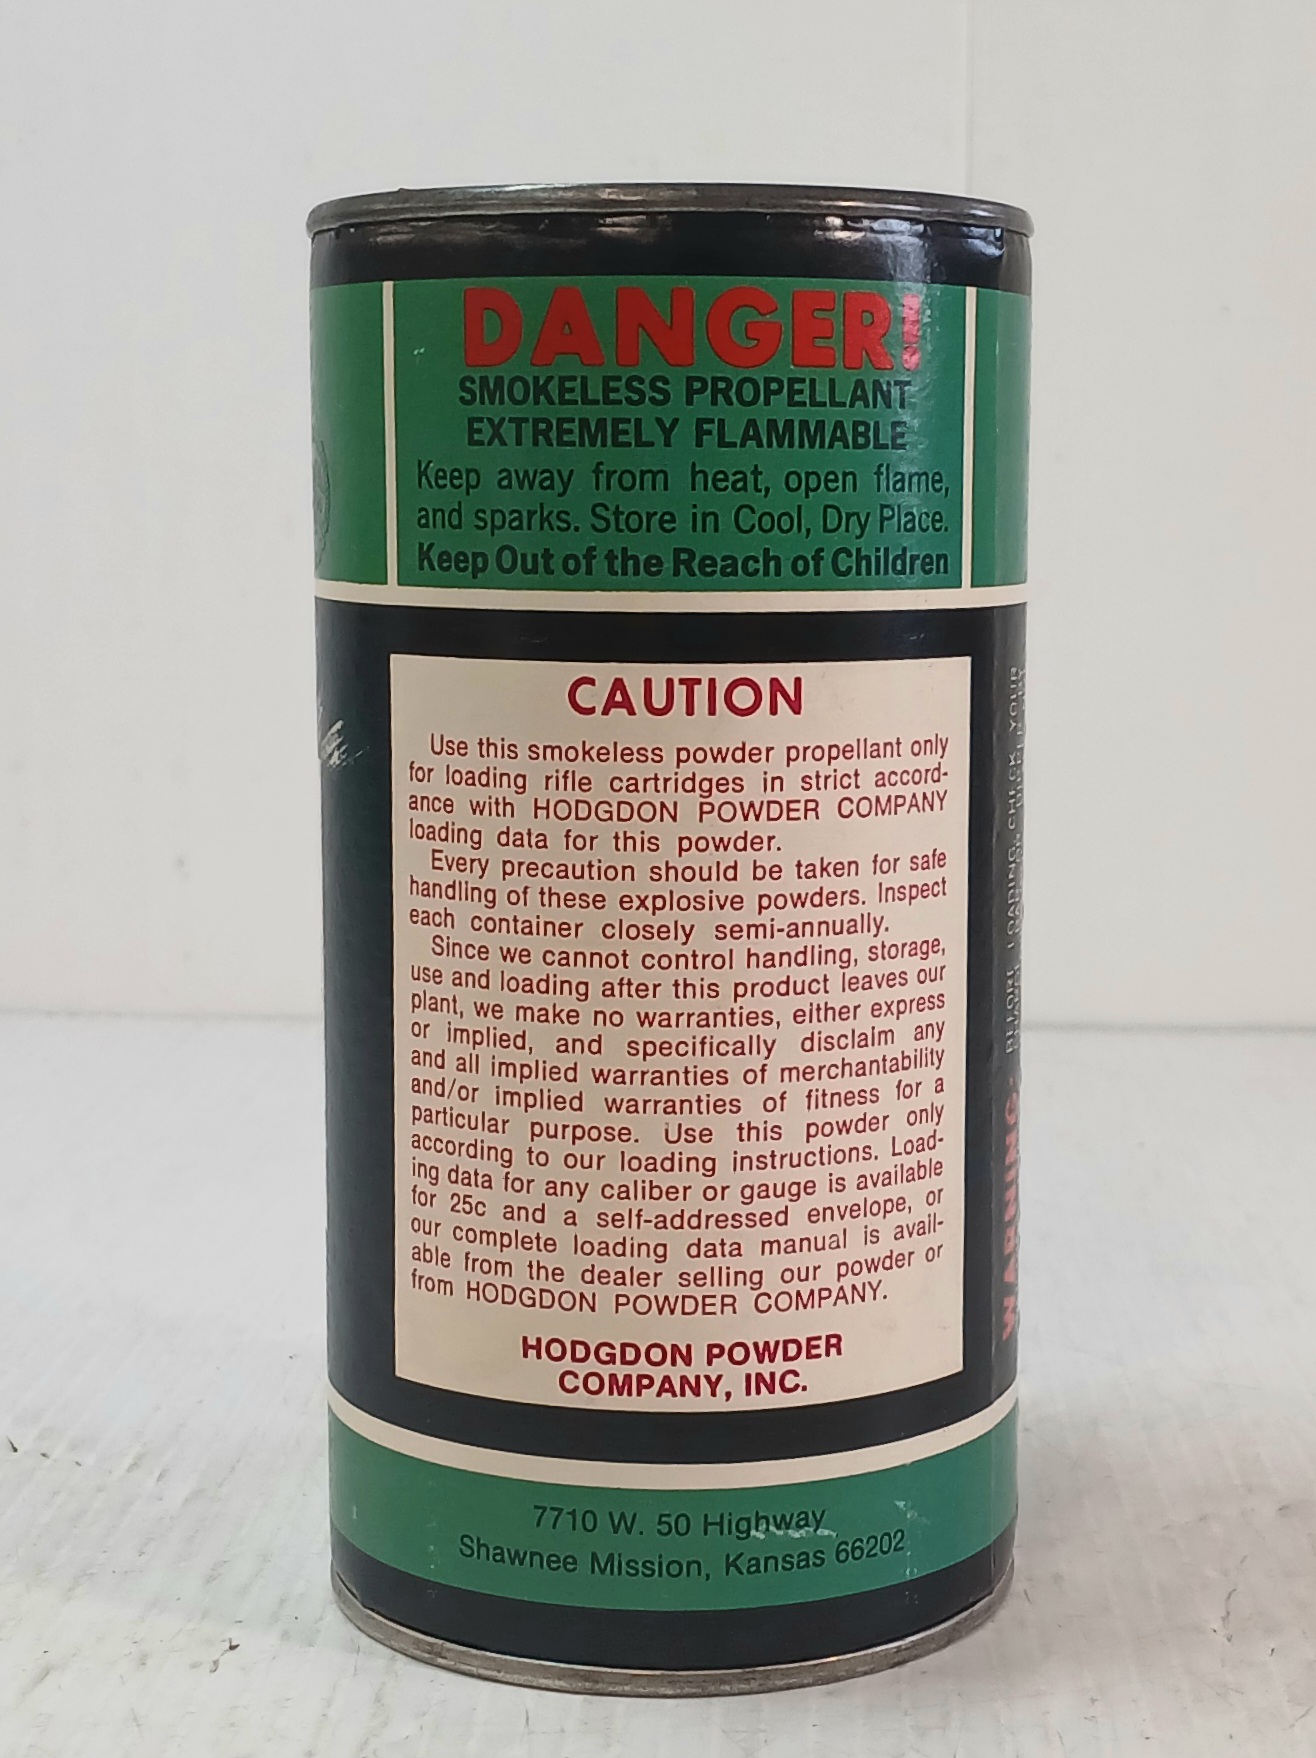 DANGER!
SMOKELESS PROPELLANT
EXTREMELY FLAMMABLE
Keep away from heat, open flame,
and sparks. Store in Cool, Dry Place.
Keep Out of the Reach of Children
CAUTION
Use this smokeless powder propellant only
for loading rifle cartridges in strict accord-
ance with HODGDON POWDER COMPANY
loading data for this powder.
Every precaution should be taken for safe
handling of these explosive powders. Inspect
each container closely semi-annually.
Since we cannot control handling, storage,
use and loading after this product leaves our
plant, we make no warranties, either express
or implied, and specifically disclaim any
and all implied warranties of merchantability
and/or implied warranties of fitness for a
particular purpose. Use this powder only
according to our loading instructions. Load-
ing data for any caliber or gauge is available
for 25c and a self-addressed envelope, or
our complete loading data manual is avail-
able from the dealer selling our powder or
from HODGDON POWDER COMPANY.
HODGDON POWDER
COMPANY, INC.
7710 W. 50 Highway
Shawnee Mission, Kansas 66202
WARNING:
BEFORE LOADING, CHECK YOUR